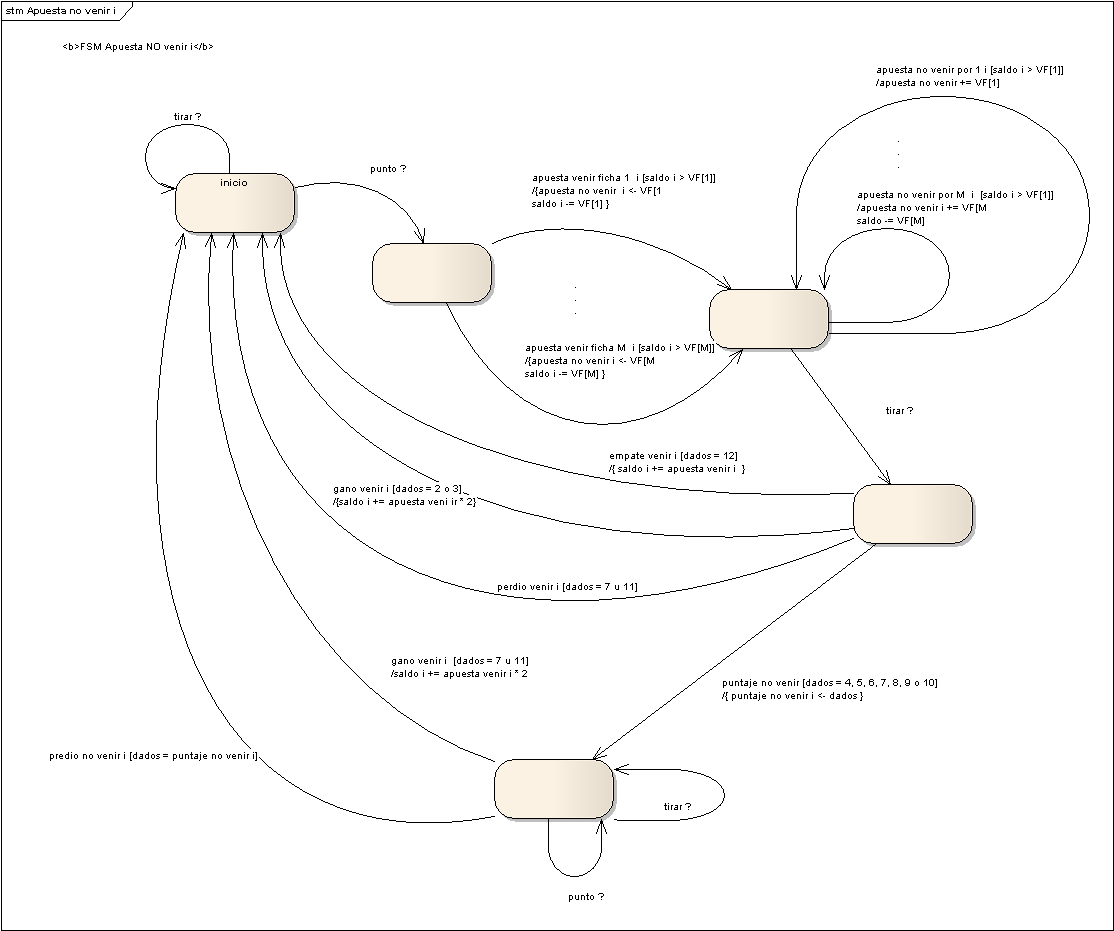 stm Apuesta no venir i
<b>FSM Apuesta NO venir i</b>
apuesta no venir por 1 i [saldo i > VF[1]]
/apuesta no venir += VF[1]
.
.
.
tirar ?
inicio
punto ?
apuesta venir ficha 1 i [saldo i > VF[1]]
/{apuesta no venir i <- VF[1
saldo i -= VF[1] }
apuesta no venir por M i [saldo i > VF[1]]
/apuesta no venir i += VF[M
saldo -= VF[M]
.
.
.
apuesta venir ficha M i [saldo i > VF[M]]
/{apuesta no venir i <- VF[M
saldo i -= VF[M] }
tirar ?
empate venir i [dados = 12]
/{ saldo i += apuesta venir i }
gano venir i [dados = 2 o 3]
/{saldo i += apuesta veni ir * 2}
perdio venir i [dados = 7 u 11]
gano venir i [dados = 7 u 11]
/saldo i += apuesta venir i * 2
puntaje no venir [dados = 4, 5, 6, 7, 8, 9 o 10]
/{ puntaje no venir i <- dados }
predio no venir i [dados = puntaje no venir i]
tirar ?
punto ?